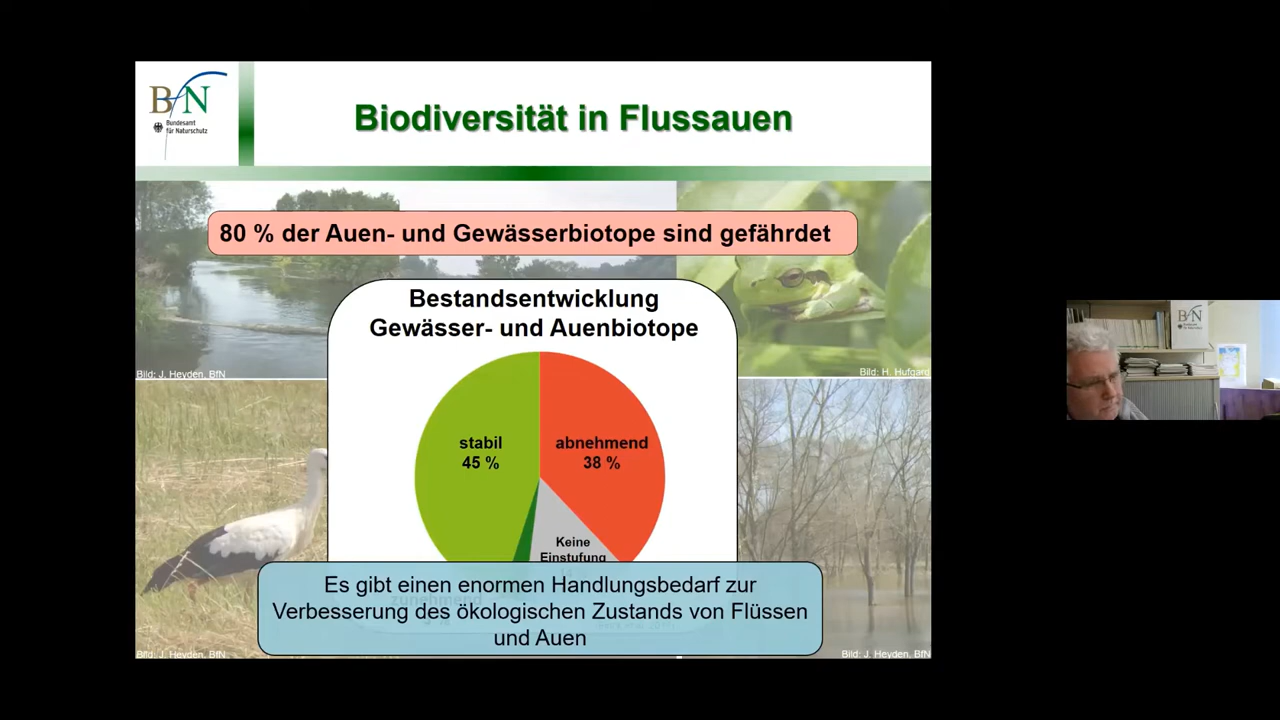 BfN
Bundesamt
für Naturschutz
Biodiversität in Flussauen
80 % der Auen- und Gewässerbiotope sind gefährdet
Bestandsentwicklung
Gewässer- und Auenbiotope
stabil
45 %
abnehmend
38 %
Keine
Einstufung
zunehmend
Es gibt einen enormen Handlungsbedarf zur
Verbesserung des ökologischen Zustands von Flüssen
und Auen
Bild: J. Heyden, BfN
Bild: H. Hufgard
Bild: J. Heyden, BfN
Bild: J. Heyden, BfN
BfN